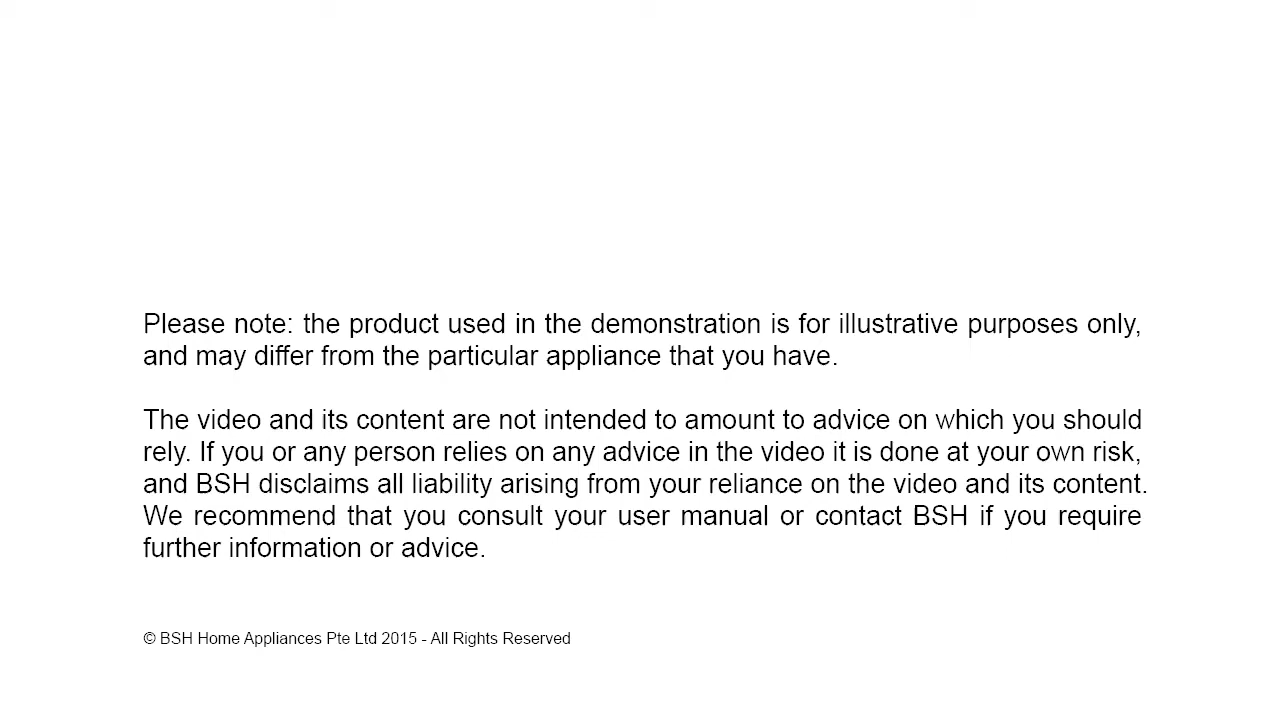 Please note: the product used in the demonstration is for illustrative purposes only,
and may differ from the particular appliance that you have.
The video and its content are not intended to amount to advice on which you should
rely. If you or any person relies on any advice in the video it is done at your own risk,
and BSH disclaims all liability arising from your reliance on the video and its content.
We recommend that you consult your user manual or contact BSH if you require
further information or advice.
© BSH Home Appliances Pte Ltd 2015 - All Rights Reserved